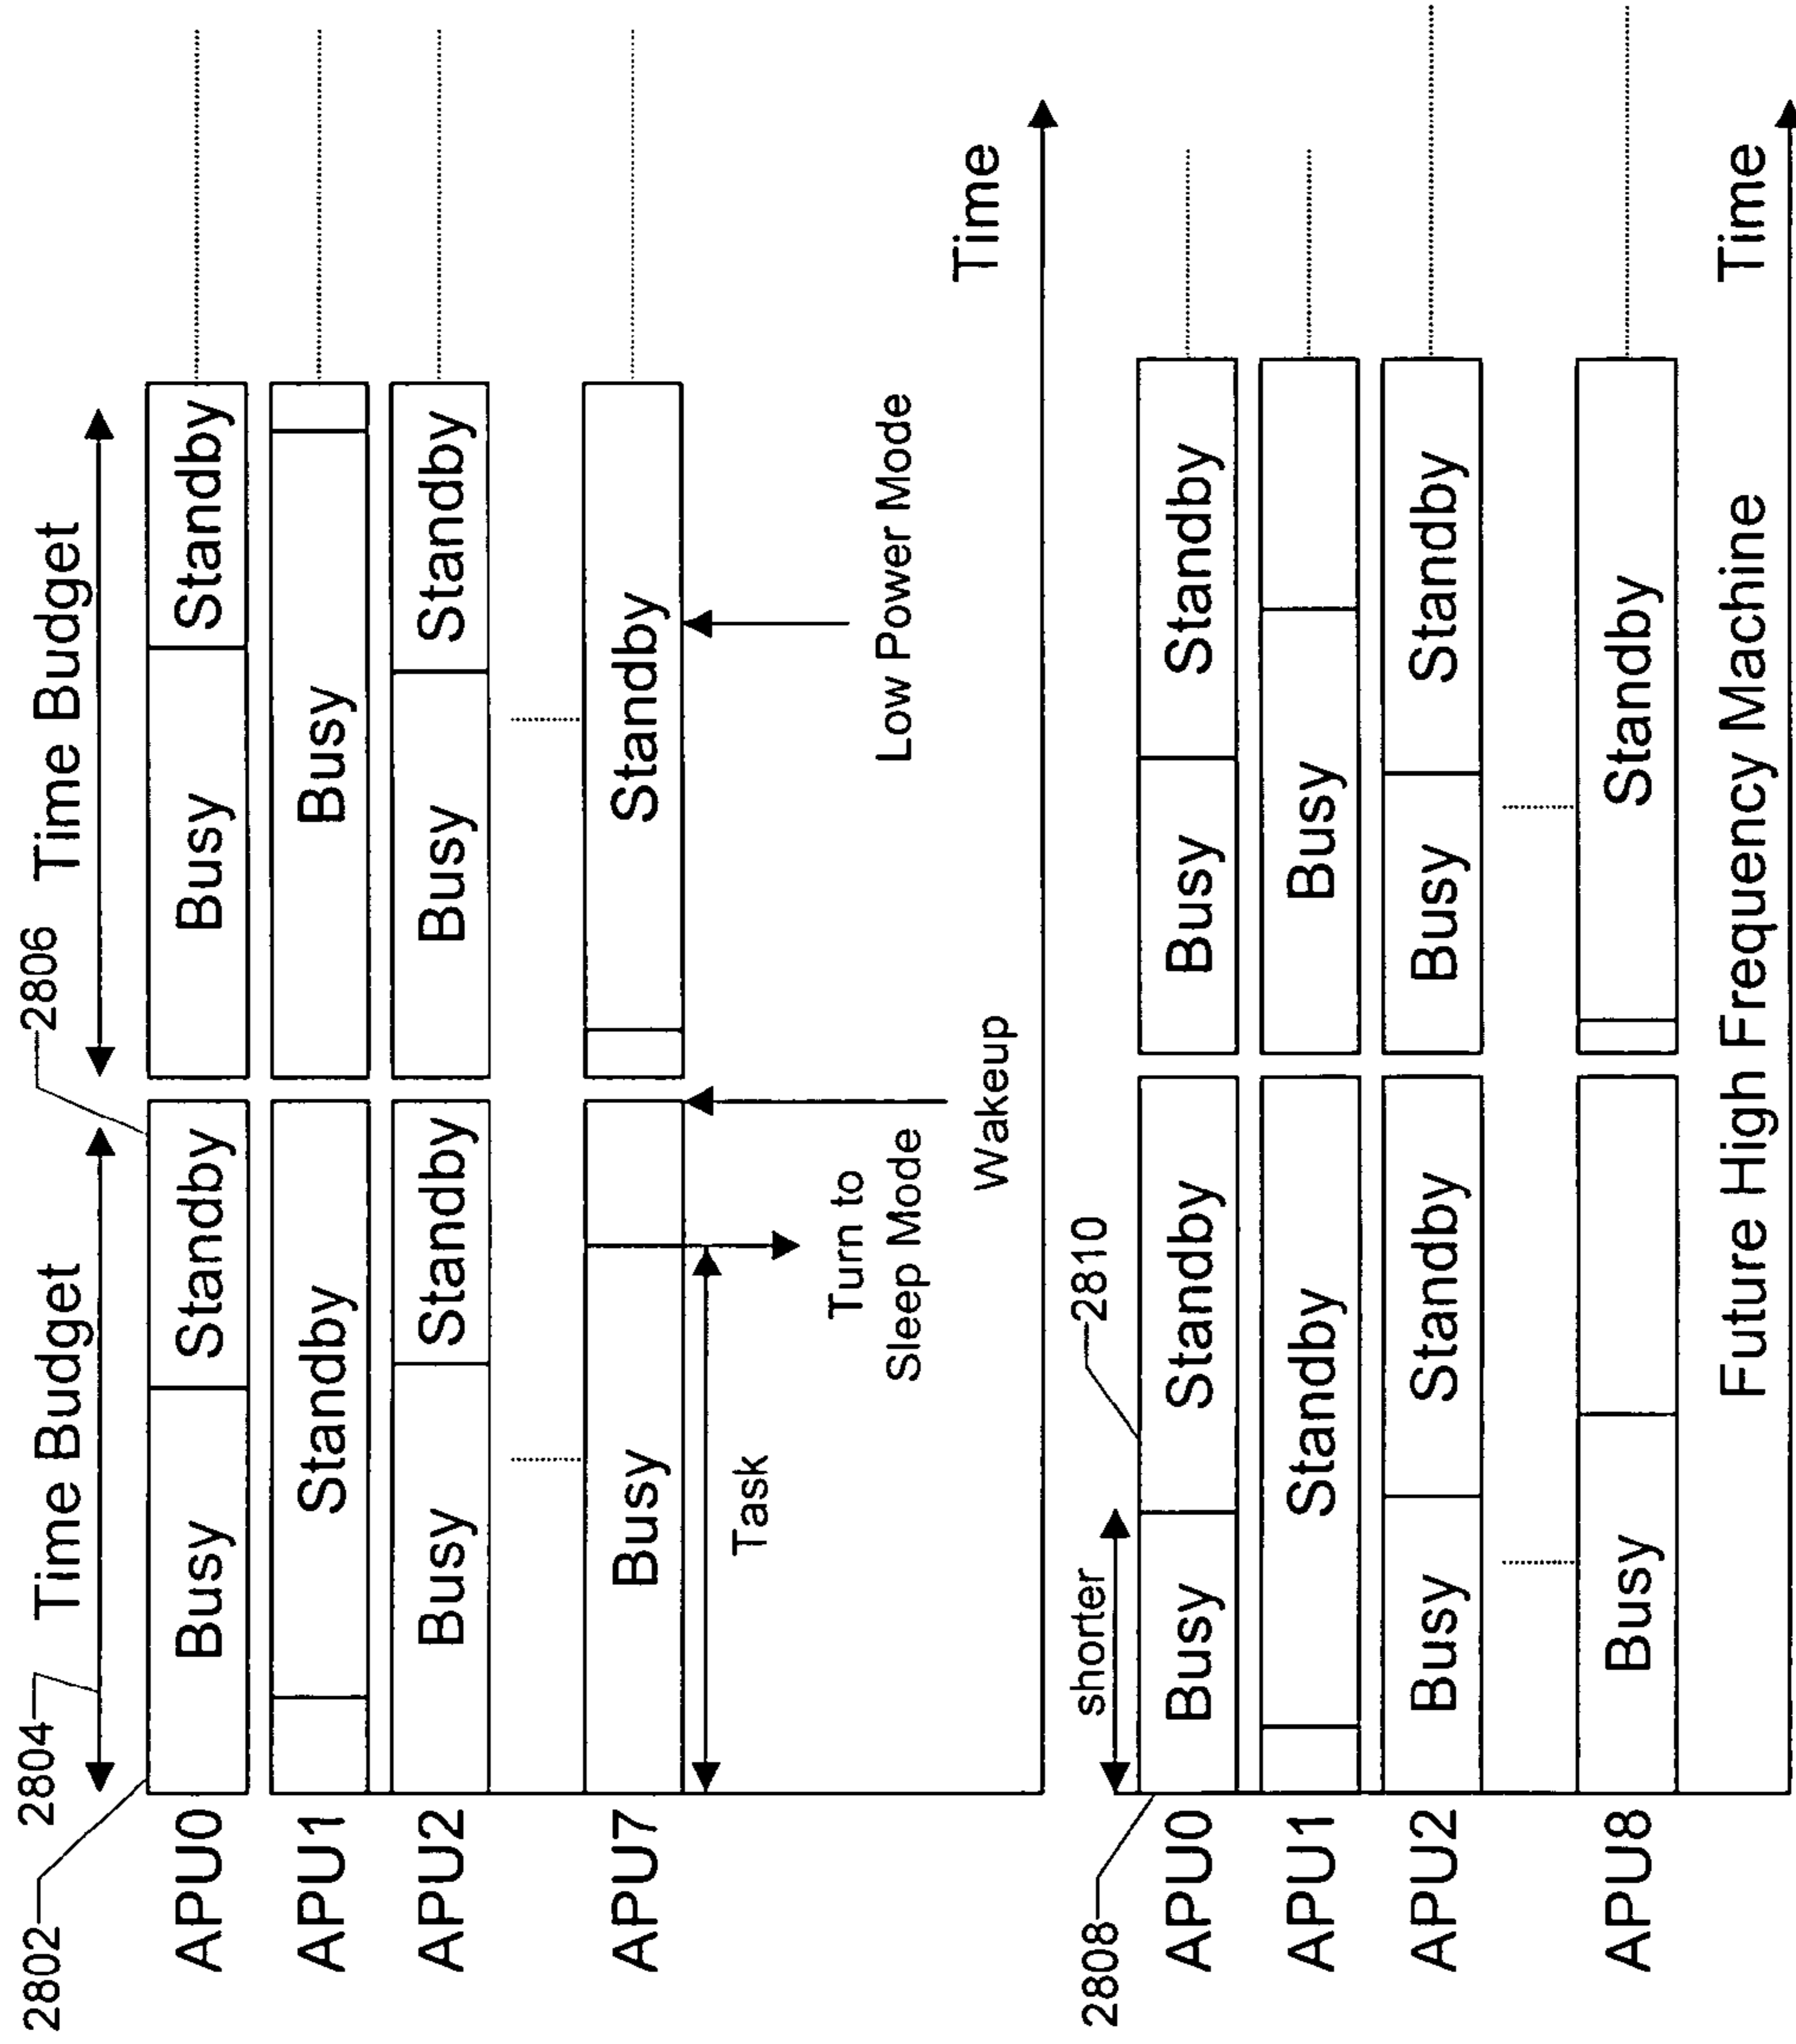 2802
2804
2806
Time Budget
Time Budget
APU0
Busy
Standby
Busy
Standby
APU1
Standby
Busy
APU2
Busy
Standby
Busy
Standby
APU7
Busy
Standby
Task
Turn to
Sleep Mode
Wakeup
Low Power Mode
Time
2808
shorter
2810
APU0
Busy
Standby
Busy
Standby
APU1
Standby
Busy
APU2
Busy
Standby
Busy
Standby
APU8
Busy
Standby
Future High Frequency Machine
Time